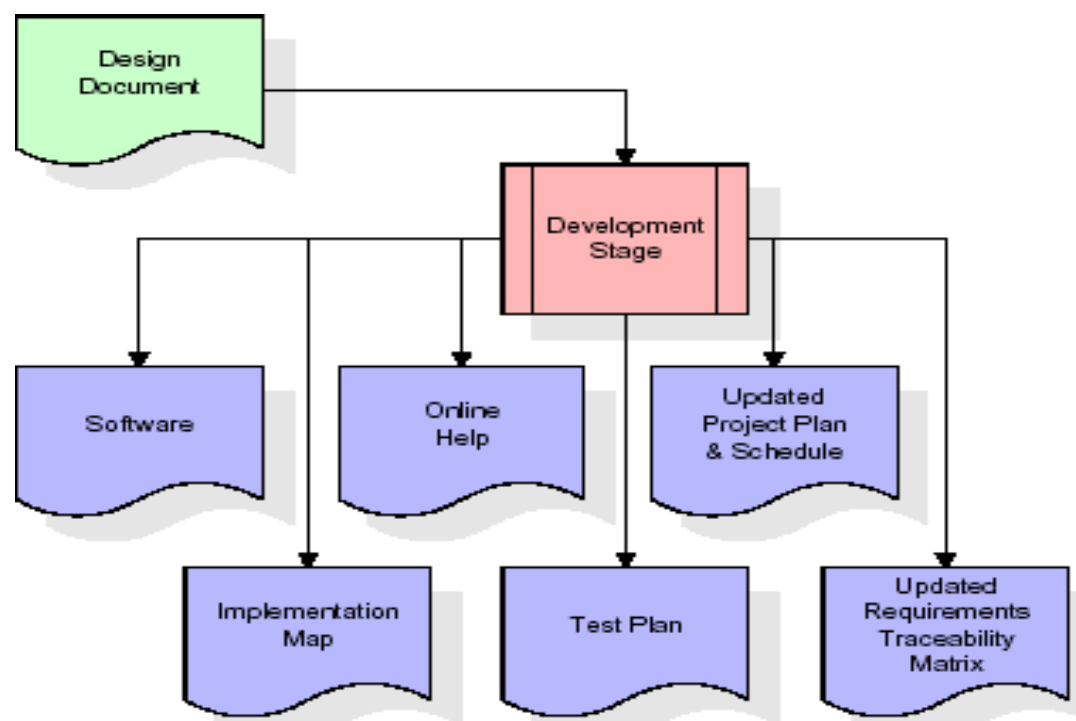 Design
Document
Development
Stage
Software
Online
Help
Updated
Project Plan
& Schedule
Implementation
Map
Test Plan
Updated
Requirements
Traceability
Matrix